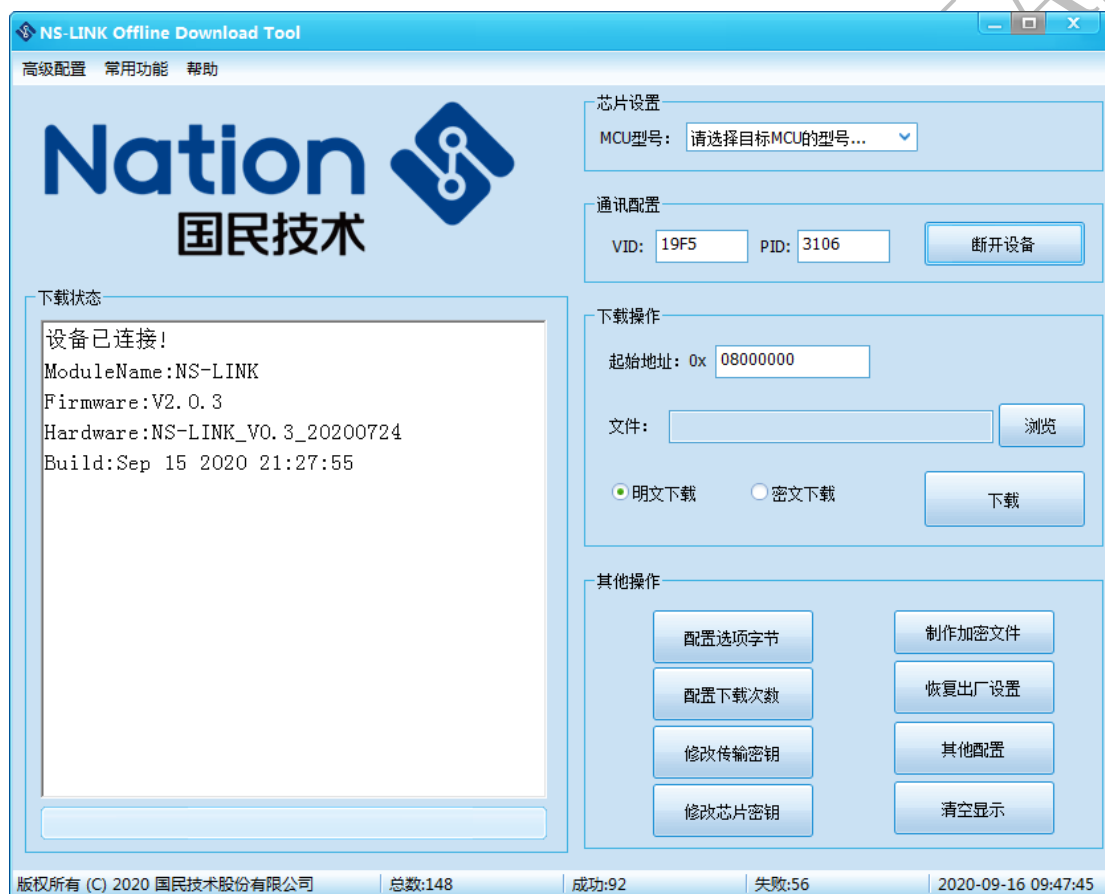 NS-LINK Offline Download Tool
高级配置 常用功能 帮助
Nation
国民技术
芯片设置
MCU型号: 请选择目标MCU的型号...
通讯配置
VID: 19F5 PID: 3106 断开设备
下载状态
设备已连接!
ModuleName:NS-LINK
Firmware:V2.0.3
Hardware:NS-LINK_V0.3_20200724
Build:Sep 15 2020 21:27:55
下载操作
起始地址: 0x 08000000
文件: 浏览
明文下载 密文下载 下载
其他操作
配置选项字节 制作加密文件
配置下载次数 恢复出厂设置
修改传输密钥 其他配置
修改芯片密钥 清空显示
版权所有 (C) 2020 国民技术股份有限公司 总数:148 成功:92 失败:56 2020-09-16 09:47:45